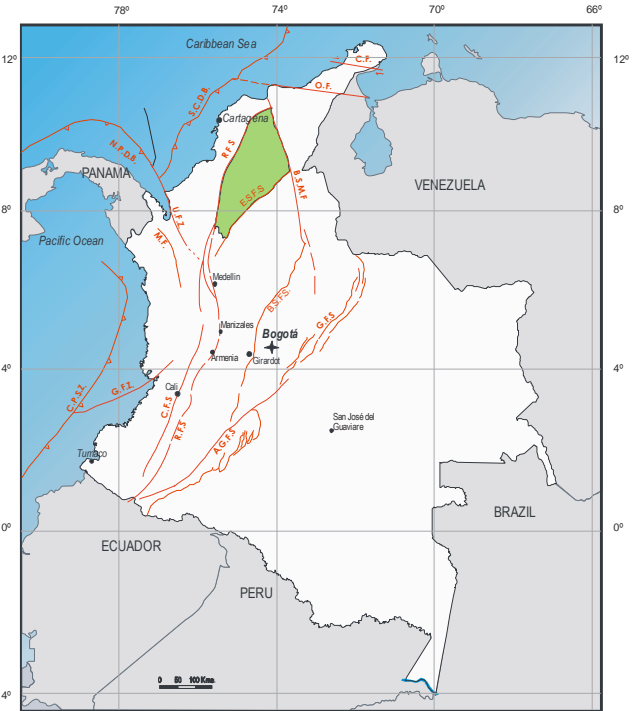 78º
74º
70º
66º
Caribbean Sea
12º
12º
C.F.
O.F.
S.C.D.B.
Cartagena
N.P.D.B.
R.F.S
PANAMA
B.S.M.F
VENEZUELA
E.S.F.S
8º
8º
U.F.Z.
Pacific Ocean
M.F.
Medellín
B.S.F.S.
G.F.S
Manizales
Bogotá
Armenia
Girardot
4º
4º
C.P.S.Z.
G.F.Z.
Cali
C.F.S
R.F.S
A.G.F.S
San José del
Guaviare
Tumaco
BRAZIL
0º
0º
ECUADOR
PERU
0 50 100 Kms.
4º
4º